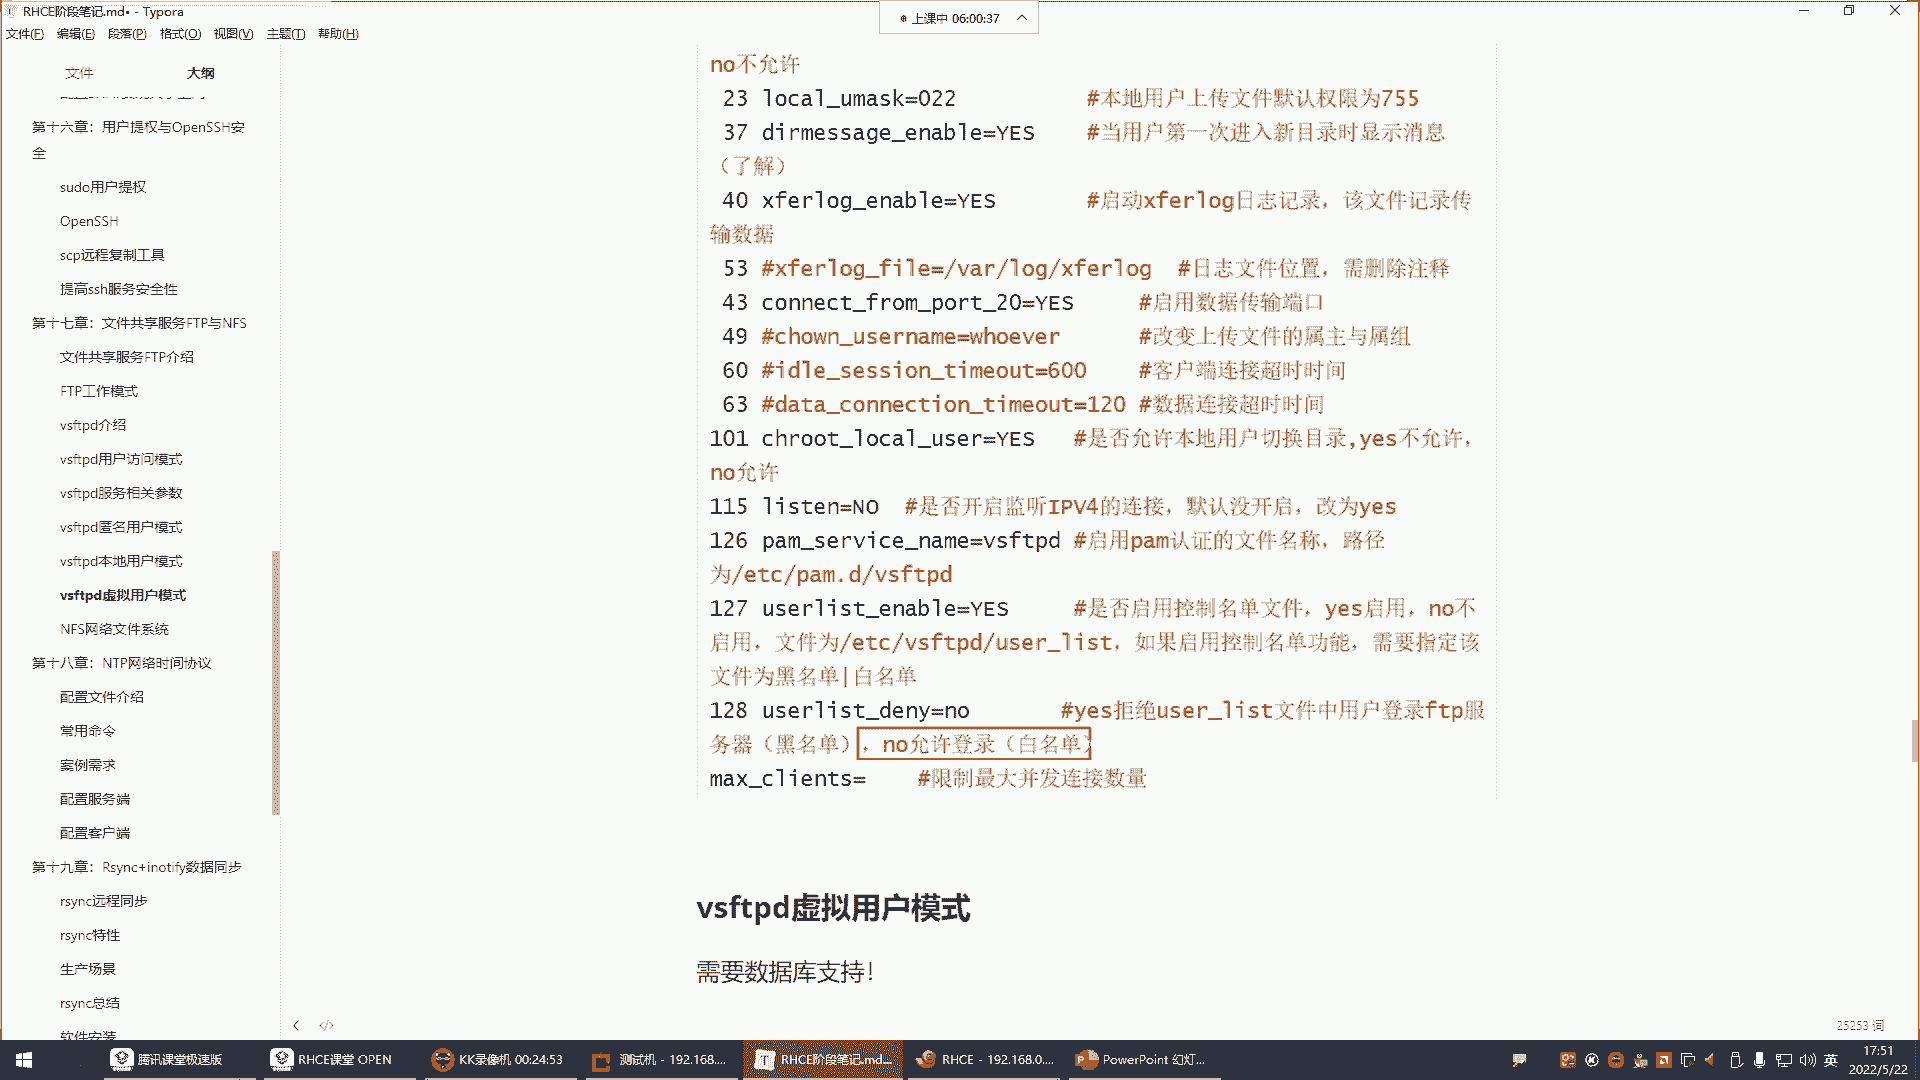 RHCE阶段笔记.md• - Typora
上课中 06:00:37
文件(F) 编辑(E) 段落(P) 格式(O) 视图(V) 主题(T) 帮助(H)
文件 大纲
第十六章：用户提权与OpenSSH安
全
sudo用户提权
OpenSSH
scp远程复制工具
提高ssh服务安全性
第十七章：文件共享服务FTP与NFS
文件共享服务FTP介绍
FTP工作模式
vsftpd介绍
vsftpd用户访问模式
vsftpd服务相关参数
vsftpd匿名用户模式
vsftpd本地用户模式
vsftpd虚拟用户模式
NFS网络文件系统
第十八章：NTP网络时间协议
配置文件介绍
常用命令
案例需求
配置服务端
配置客户端
第十九章：Rsync+inotify数据同步
rsync远程同步
rsync特性
生产场景
rsync总结
软件安装
no不允许
23 local_umask=022 #本地用户上传文件默认权限为755
37 dirmessage_enable=YES #当用户第一次进入新目录时显示消息
（了解）
40 xferlog_enable=YES #启动xferlog日志记录，该文件记录传
输数据
53 #xferlog_file=/var/log/xferlog #日志文件位置，需删除注释
43 connect_from_port_20=YES #启用数据传输端口
49 #chown_username=whoever #改变上传文件的属主与属组
60 #idle_session_timeout=600 #客户端连接超时时间
63 #data_connection_timeout=120 #数据连接超时时间
101 chroot_local_user=YES #是否允许本地用户切换目录,yes不允许，
no允许
115 listen=NO #是否开启监听IPV4的连接，默认没开启，改为yes
126 pam_service_name=vsftpd #启用pam认证的文件名称，路径
为/etc/pam.d/vsftpd
127 userlist_enable=YES #是否启用控制名单文件，yes启用，no不
启用，文件为/etc/vsftpd/user_list，如果启用控制名单功能，需要指定该
文件为黑名单|白名单
128 userlist_deny=no #yes拒绝user_list文件中用户登录ftp服
务器（黑名单），no允许登录（白名单）
max_clients= #限制最大并发连接数量
vsftpd虚拟用户模式
需要数据库支持！
25253 词
腾讯课堂极速版 RHCE课堂 OPEN KK录像机 00:24:53 测试机 - 192.168.... RHCE阶段笔记.md... RHCE - 192.168.0.... PowerPoint 幻灯... 英
17:51
2022/5/22